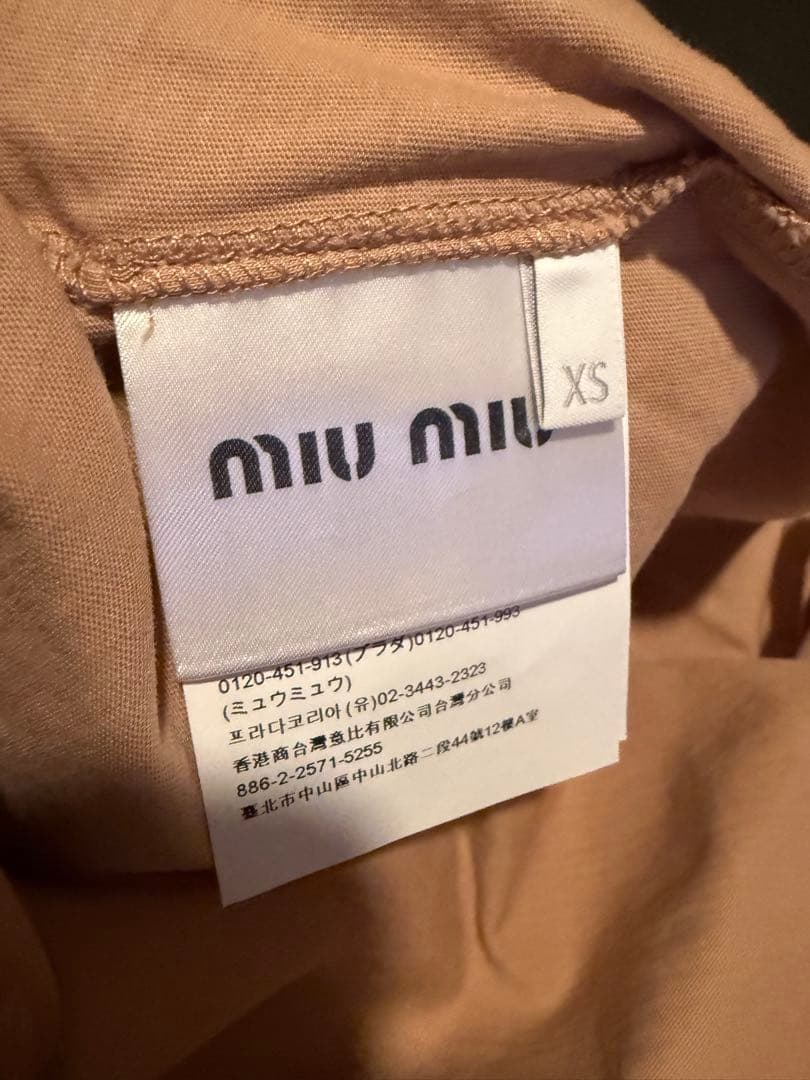 XS
miu miu
0120-451-913(プラダ)0120-451-993
(ミュウミュウ)
프라다코리아(유)02-3443-2323
香港商台灣意比有限公司台灣分公司
886-2-2571-5255
臺北市中山區中山北路二段44號12樓A室